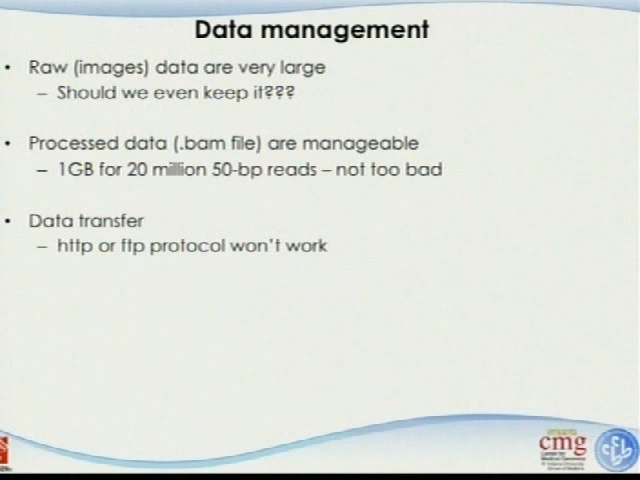 Data management
• Raw (images) data are very large
– Should we even keep it???
• Processed data (.bam file) are manageable
– 1GB for 20 million 50-bp reads – not too bad
• Data transfer
– http or ftp protocol won't work
cmg